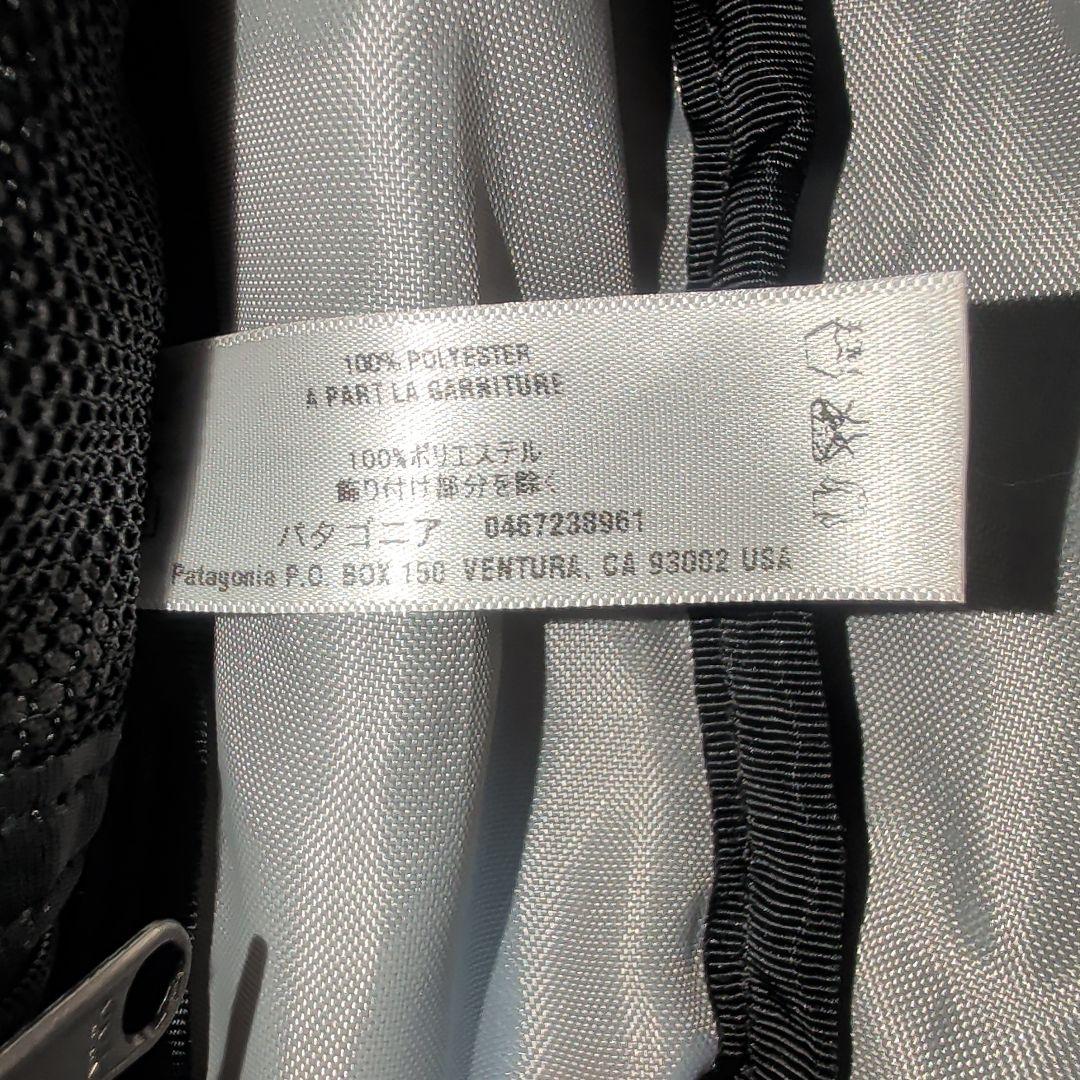 100% POLYESTER
A PART LA GARNITURE
100%ポリエステル
飾り付け部分を除く
パタゴニア 0467238961
Patagonia P.O. BOX 150 VENTURA, CA 93002 USA